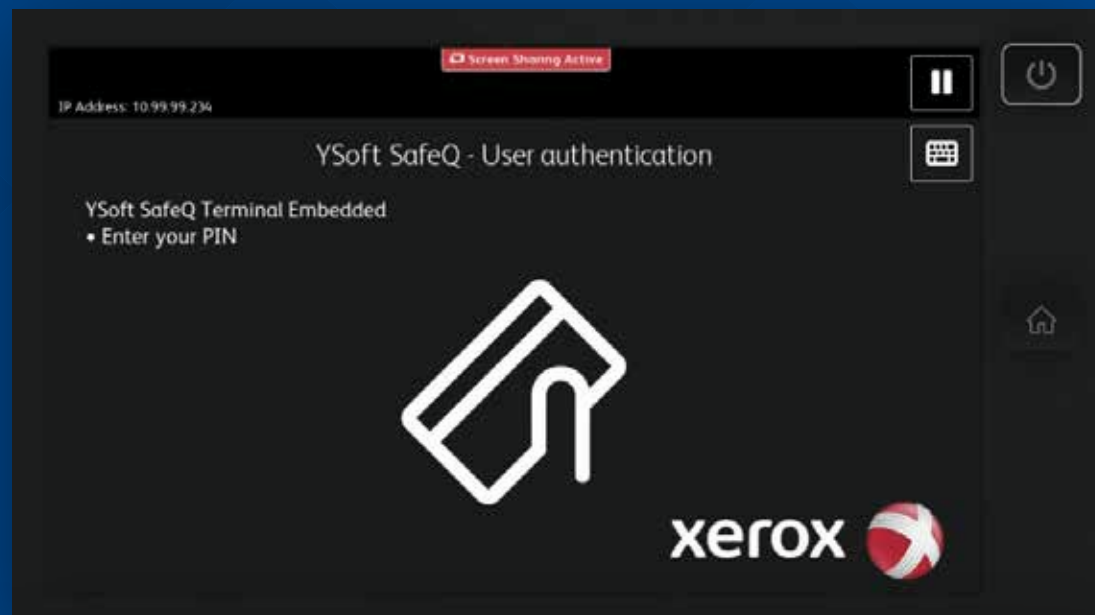 Screen Sharing Active
IP Address: 10.99.99.234
YSoft SafeQ - User authentication
YSoft SafeQ Terminal Embedded
• Enter your PIN
xerox